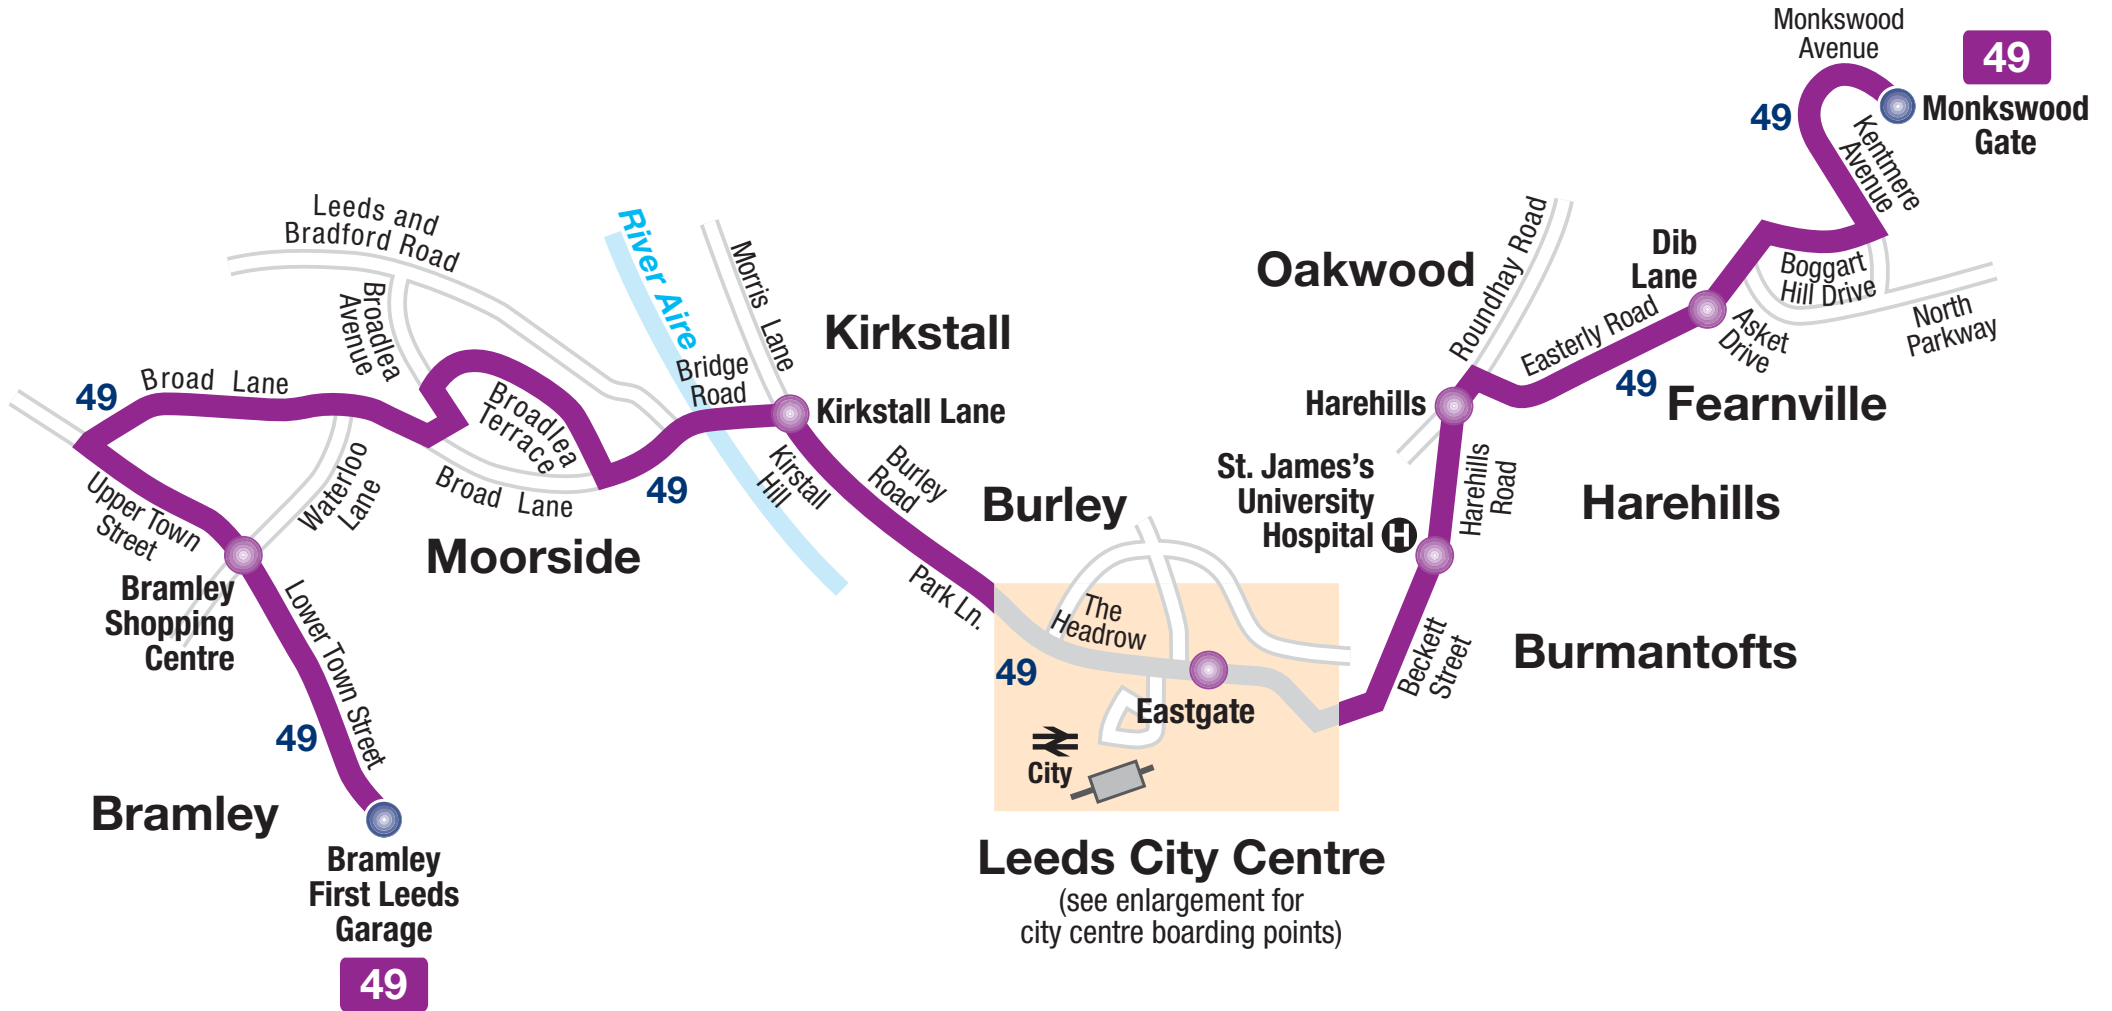 Monkswood
Avenue
49
49
Monkswood
Gate
Kentmere
Avenue
Leeds and
Bradford Road
River Aire
Morris Lane
Roundhay Road
Oakwood
Dib
Lane
Boggart
Hill Drive
North
Parkway
Asket
Drive
Easterly Road
49
Fearnville
Broadlea
Avenue
Kirkstall
Bridge
Road
Kirkstall Lane
49
Broad Lane
Broadlea
Terrace
Harehills
Upper Town
Street
Waterloo
Lane
Broad Lane
49
Kirstall
Hill
Burley
Road
Burley
St. James's
University
Hospital
H
Harehills
Road
Harehills
Moorside
Bramley
Shopping
Centre
Lower Town Street
Park Ln.
The
Headrow
49
Eastgate
Beckett
Street
Burmantofts
49
City
Bramley
Bramley
First Leeds
Garage
49
Leeds City Centre
(see enlargement for
city centre boarding points)